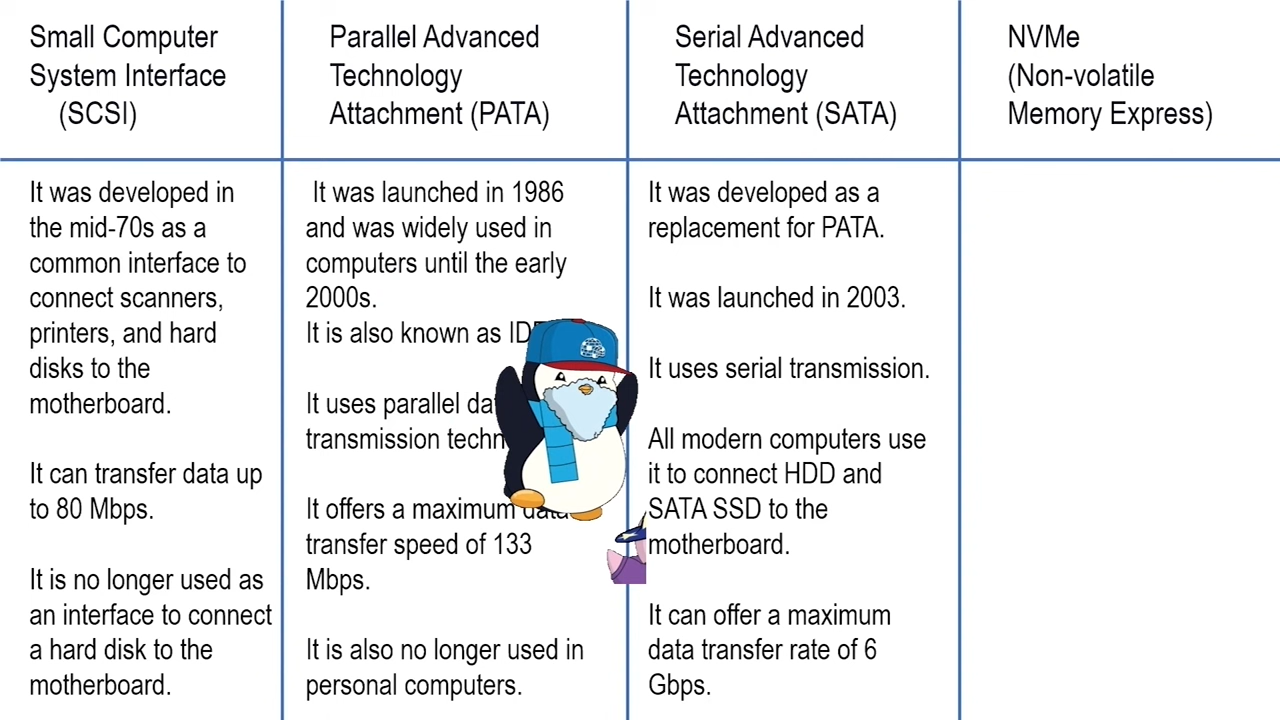 Small Computer
System Interface
(SCSI)
Parallel Advanced
Technology
Attachment (PATA)
Serial Advanced
Technology
Attachment (SATA)
NVMe
(Non-volatile
Memory Express)
It was developed in
the mid-70s as a
common interface to
connect scanners,
printers, and hard
disks to the
motherboard.
It can transfer data up
to 80 Mbps.
It is no longer used as
an interface to connect
a hard disk to the
motherboard.
It was launched in 1986
and was widely used in
computers until the early
2000s.
It is also known as
It uses parallel
transmission
It offers a maximum data
transfer speed of 133
Mbps.
It is also no longer used in
personal computers.
It was developed as a
replacement for PATA.
It was launched in 2003.
It uses serial transmission.
All modern computers use
it to connect HDD and
SATA SSD to the
motherboard.
It can offer a maximum
data transfer rate of 6
Gbps.